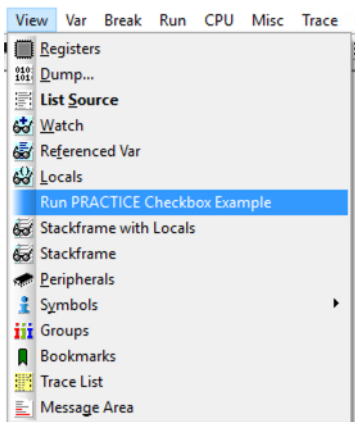 View Var Break Run CPU Misc Trace
Registers
Dump...
List Source
Watch
Referenced Var
Locals
Run PRACTICE Checkbox Example
Stackframe with Locals
Stackframe
Peripherals
Symbols
Groups
Bookmarks
Trace List
Message Area